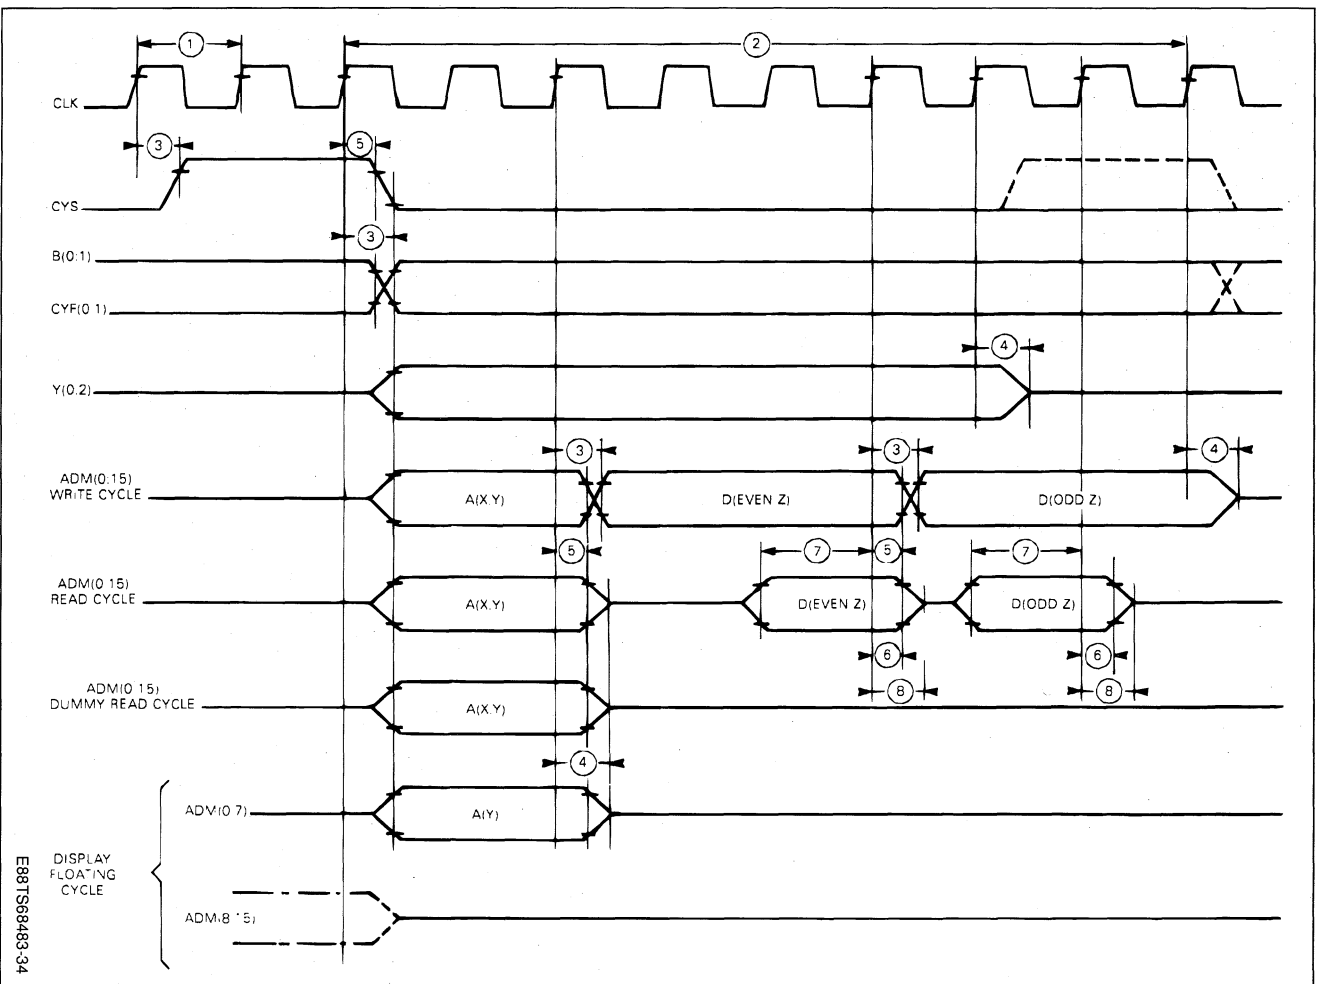 1
2
CLK
3
5
CYS
3
B(0:1)
CYF(0 1)
4
Y(0.2)
3
3
4
ADM(0:15)
WRITE CYCLE
A(X.Y)
D(EVEN Z)
D(ODD Z)
5
7
5
7
ADM(0 15)
READ CYCLE
A(X.Y)
D(EVEN Z)
D(ODD Z)
6
6
8
8
ADM(0 15)
DUMMY READ CYCLE
A(X.Y)
4
ADM(0 7)
A(Y)
DISPLAY
FLOATING
CYCLE
ADM(8 15)
E88TS68483-34